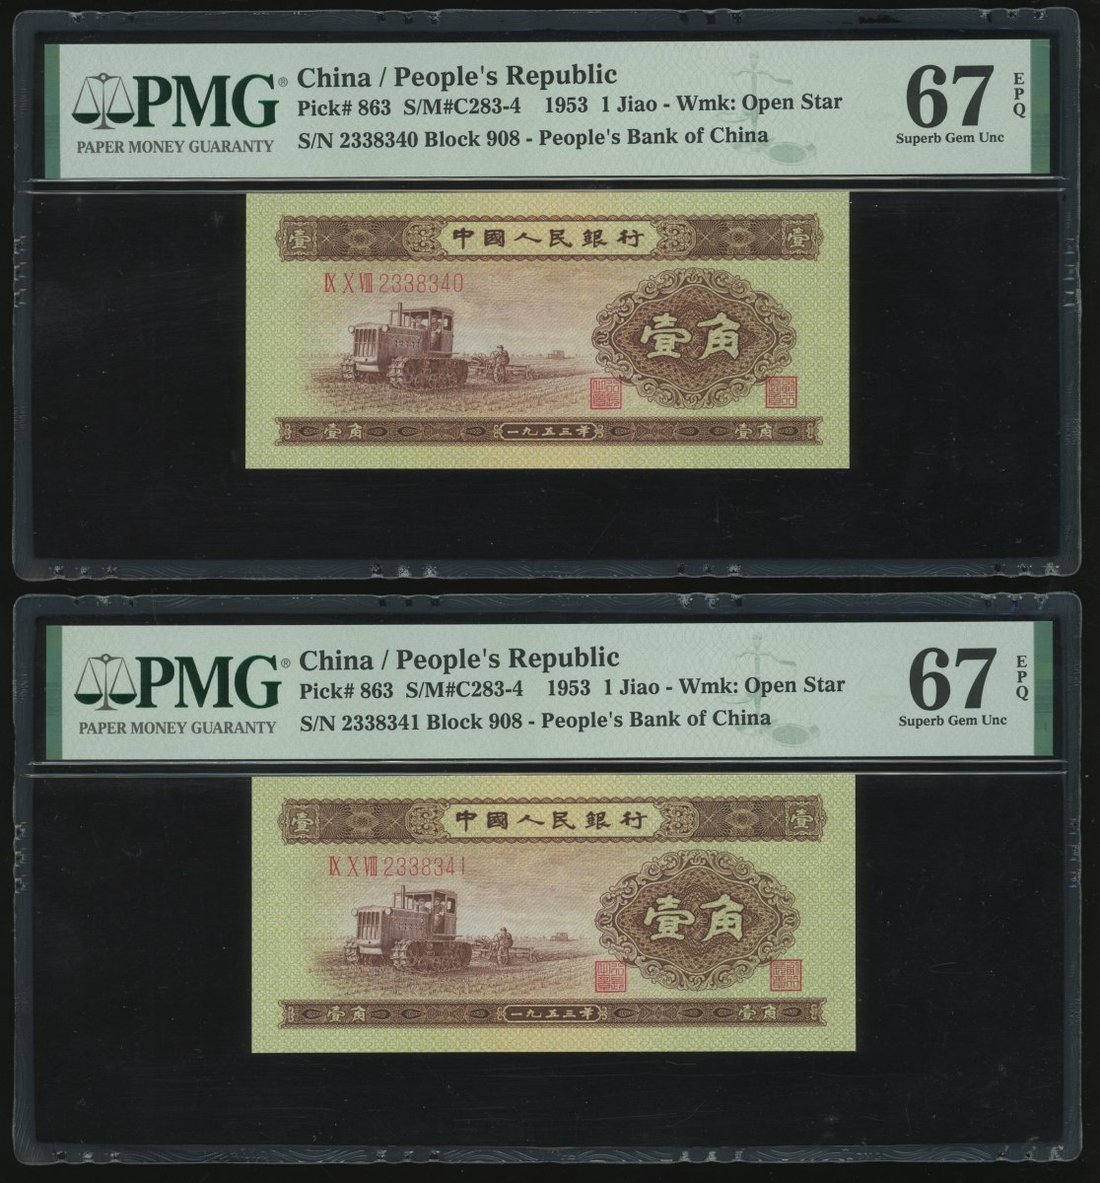 PMG®
PAPER MONEY GUARANTY
China / People's Republic
Pick# 863 S/M#C283-4 1953 1 Jiao - Wmk: Open Star
S/N 2338340 Block 908 - People's Bank of China
67
EPQ
Superb Gem Unc
壹 中國人民銀行 壹
Ⅸ Ⅹ Ⅷ 2338340
壹角
壹角 一九五三年 壹角
PMG®
PAPER MONEY GUARANTY
China / People's Republic
Pick# 863 S/M#C283-4 1953 1 Jiao - Wmk: Open Star
S/N 2338341 Block 908 - People's Bank of China
67
EPQ
Superb Gem Unc
壹 中國人民銀行 壹
Ⅸ Ⅹ Ⅷ 2338341
壹角
壹角 一九五三年 壹角